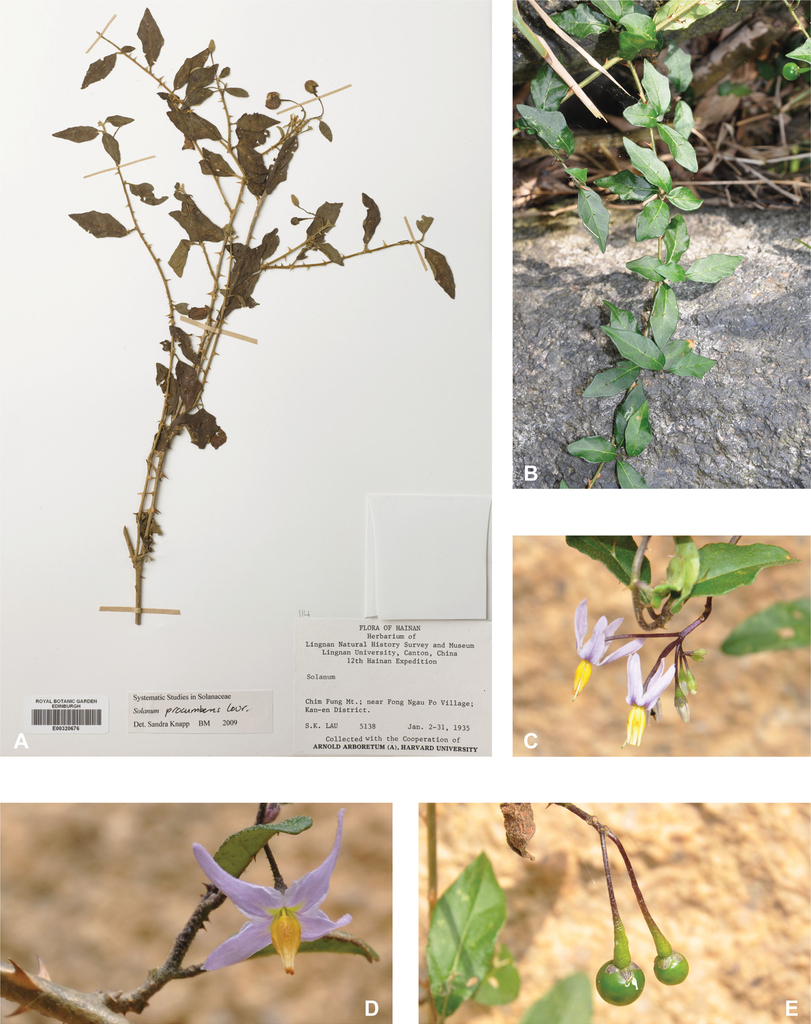 114
FLORA OF HAINAN
Herbarium of
Lingnan Natural History Survey and Museum
Lingnan University, Canton, China
12th Hainan Expedition
Solanum
Chim Fung Mt.; near Fong Ngau Po Village;
Kan-en District.
S.K. LAU 5138 Jan. 2-31, 1935
Collected with the Cooperation of
ARNOLD ARBORETUM (A), HARVARD UNIVERSITY
ROYAL BOTANIC GARDEN
EDINBURGH
E00320676
Systematic Studies in Solanaceae
Solanum procumbens Lour.
Det. Sandra Knapp BM 2009
A
B
C
D
E